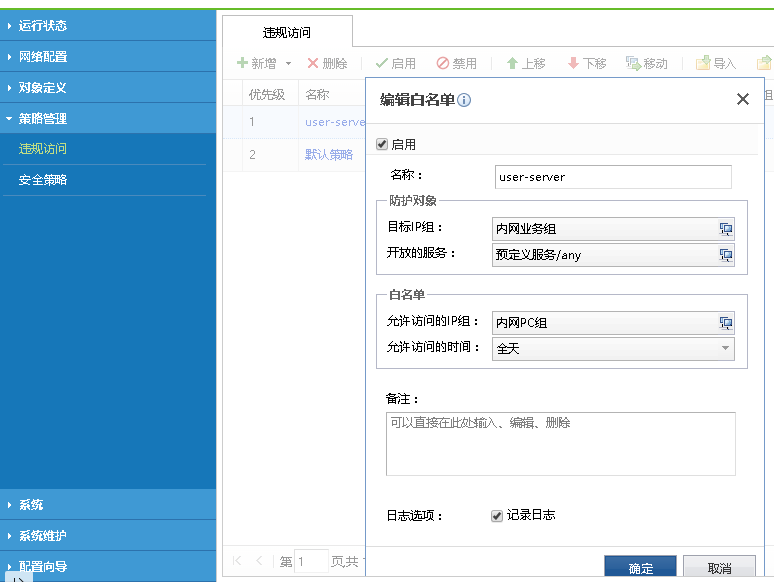 运行状态
网络配置
对象定义
策略管理
违规访问
安全策略
系统
系统维护
配置向导
违规访问
新增 删除 启用 禁用 上移 下移 移动 导入
优先级 名称 组
1 user-serve
2 默认策略
第 1 页,共
编辑白名单
启用
名称： user-server
防护对象
目标IP组： 内网业务组
开放的服务： 预定义服务/any
白名单
允许访问的IP组： 内网PC组
允许访问的时间： 全天
备注：
可以直接在此处输入、编辑、删除
日志选项： 记录日志
确定 取消